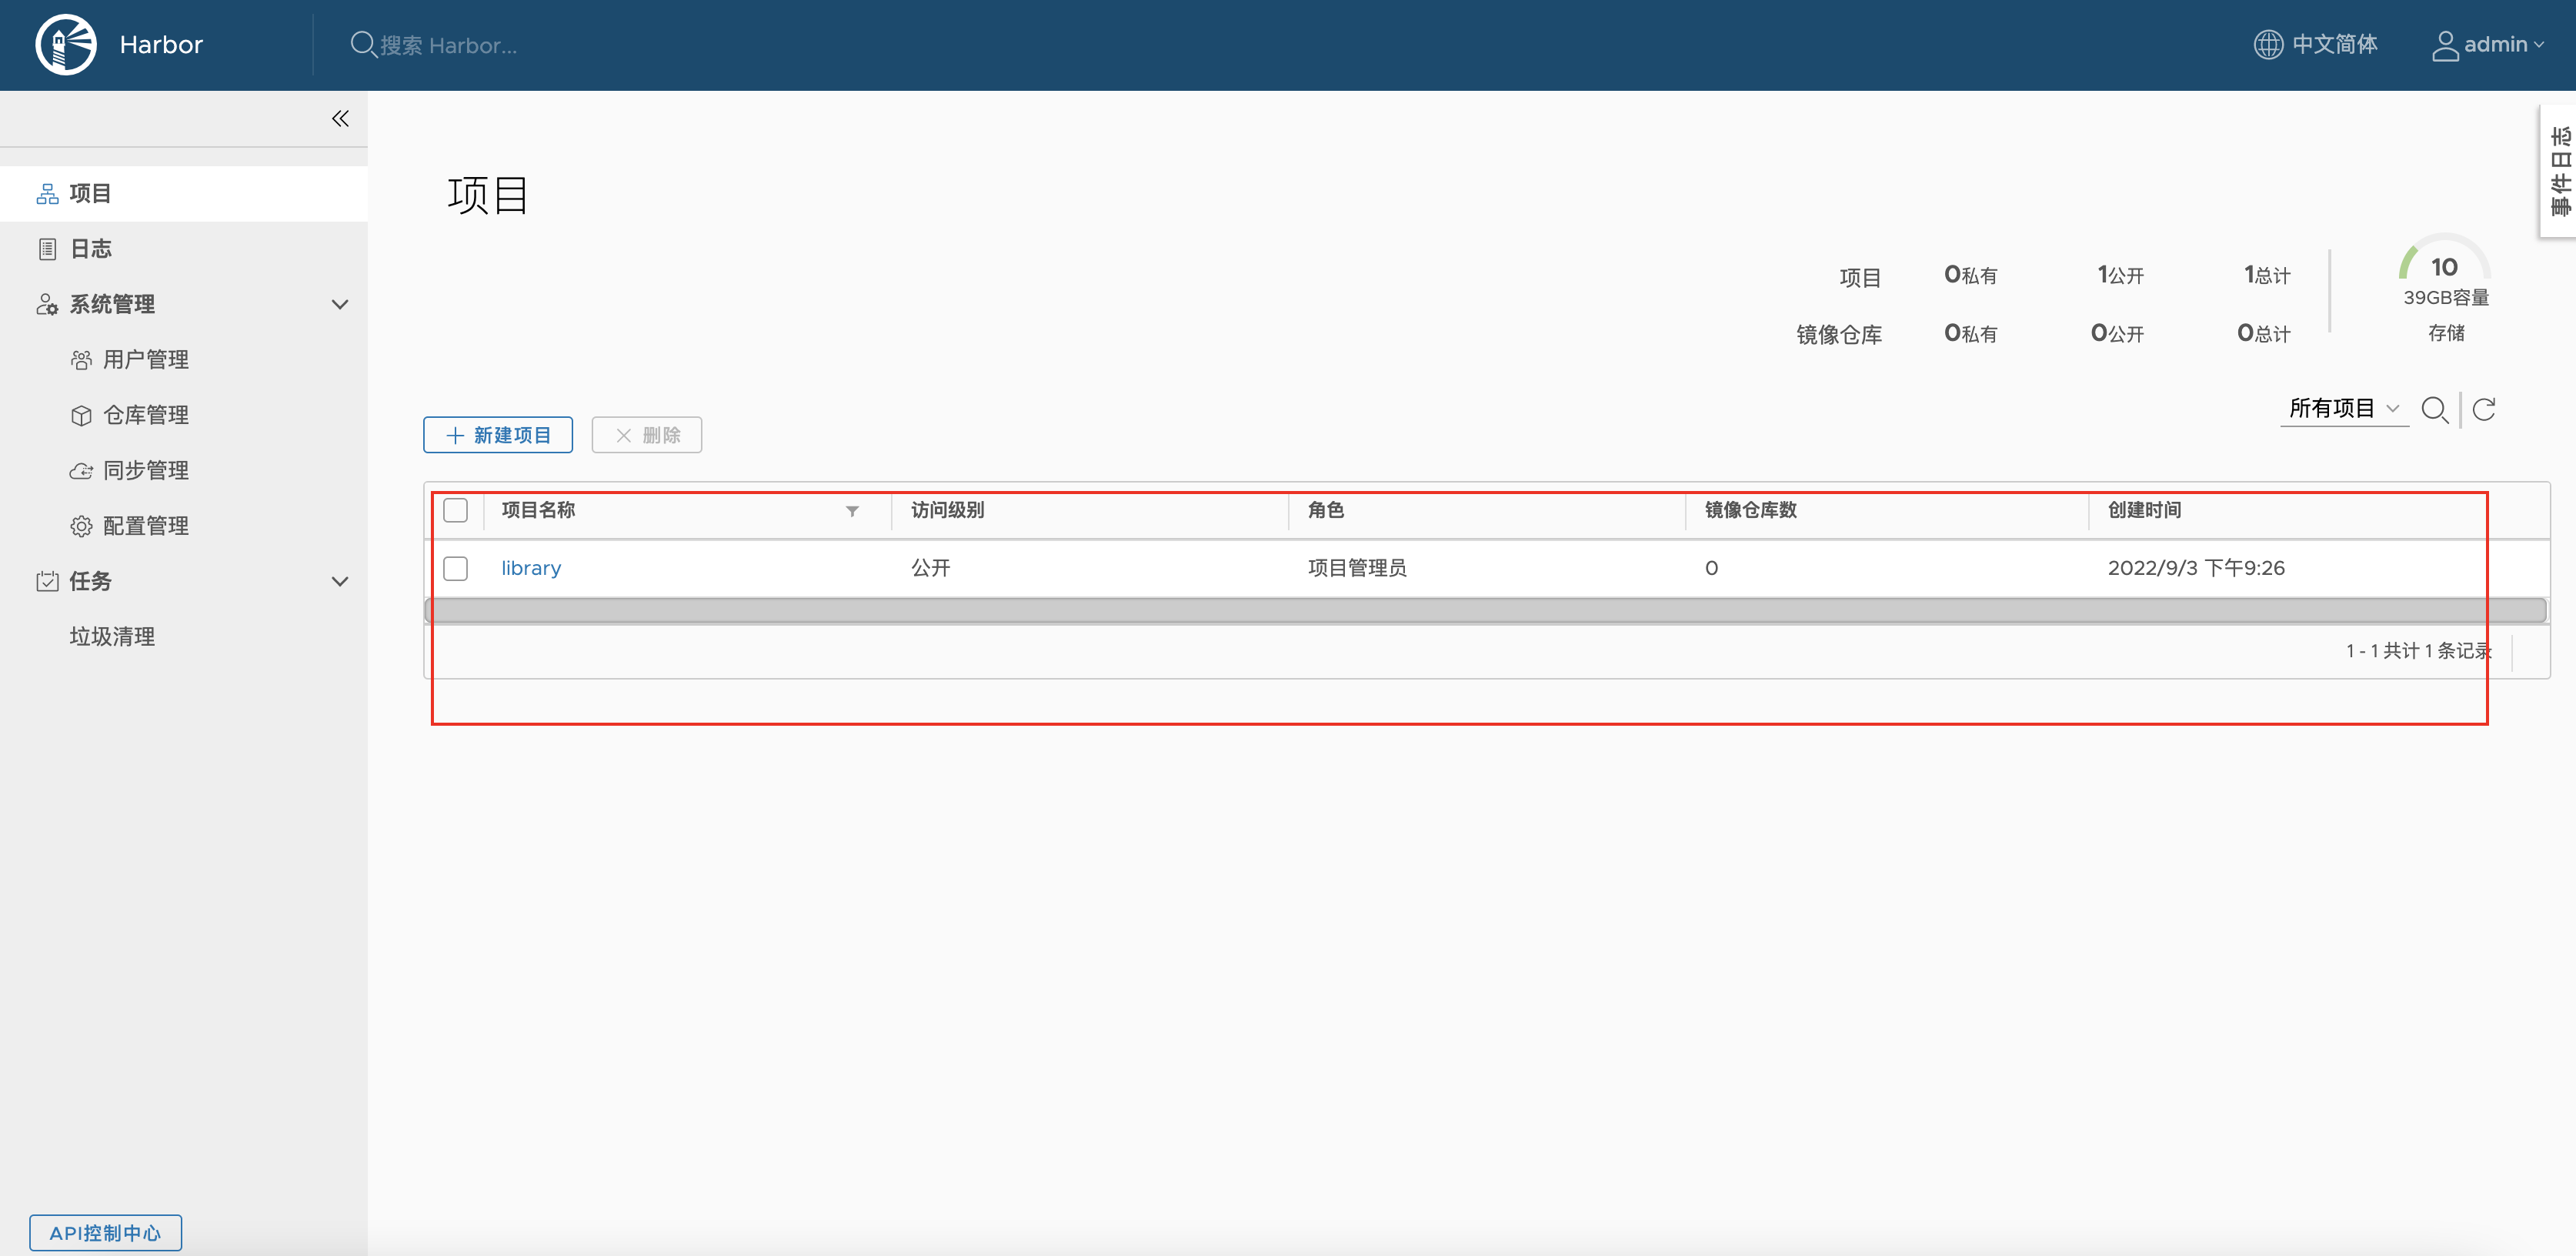 Harbor
搜索 Harbor...
中文简体
admin
事件日志
项目
日志
系统管理
用户管理
仓库管理
同步管理
配置管理
任务
垃圾清理
API控制中心
项目
项目 0私有 1公开 1总计
镜像仓库 0私有 0公开 0总计
10
39GB容量
存储
所有项目
新建项目
删除
项目名称 访问级别 角色 镜像仓库数 创建时间
library 公开 项目管理员 0 2022/9/3 下午9:26
1 - 1 共计 1 条记录